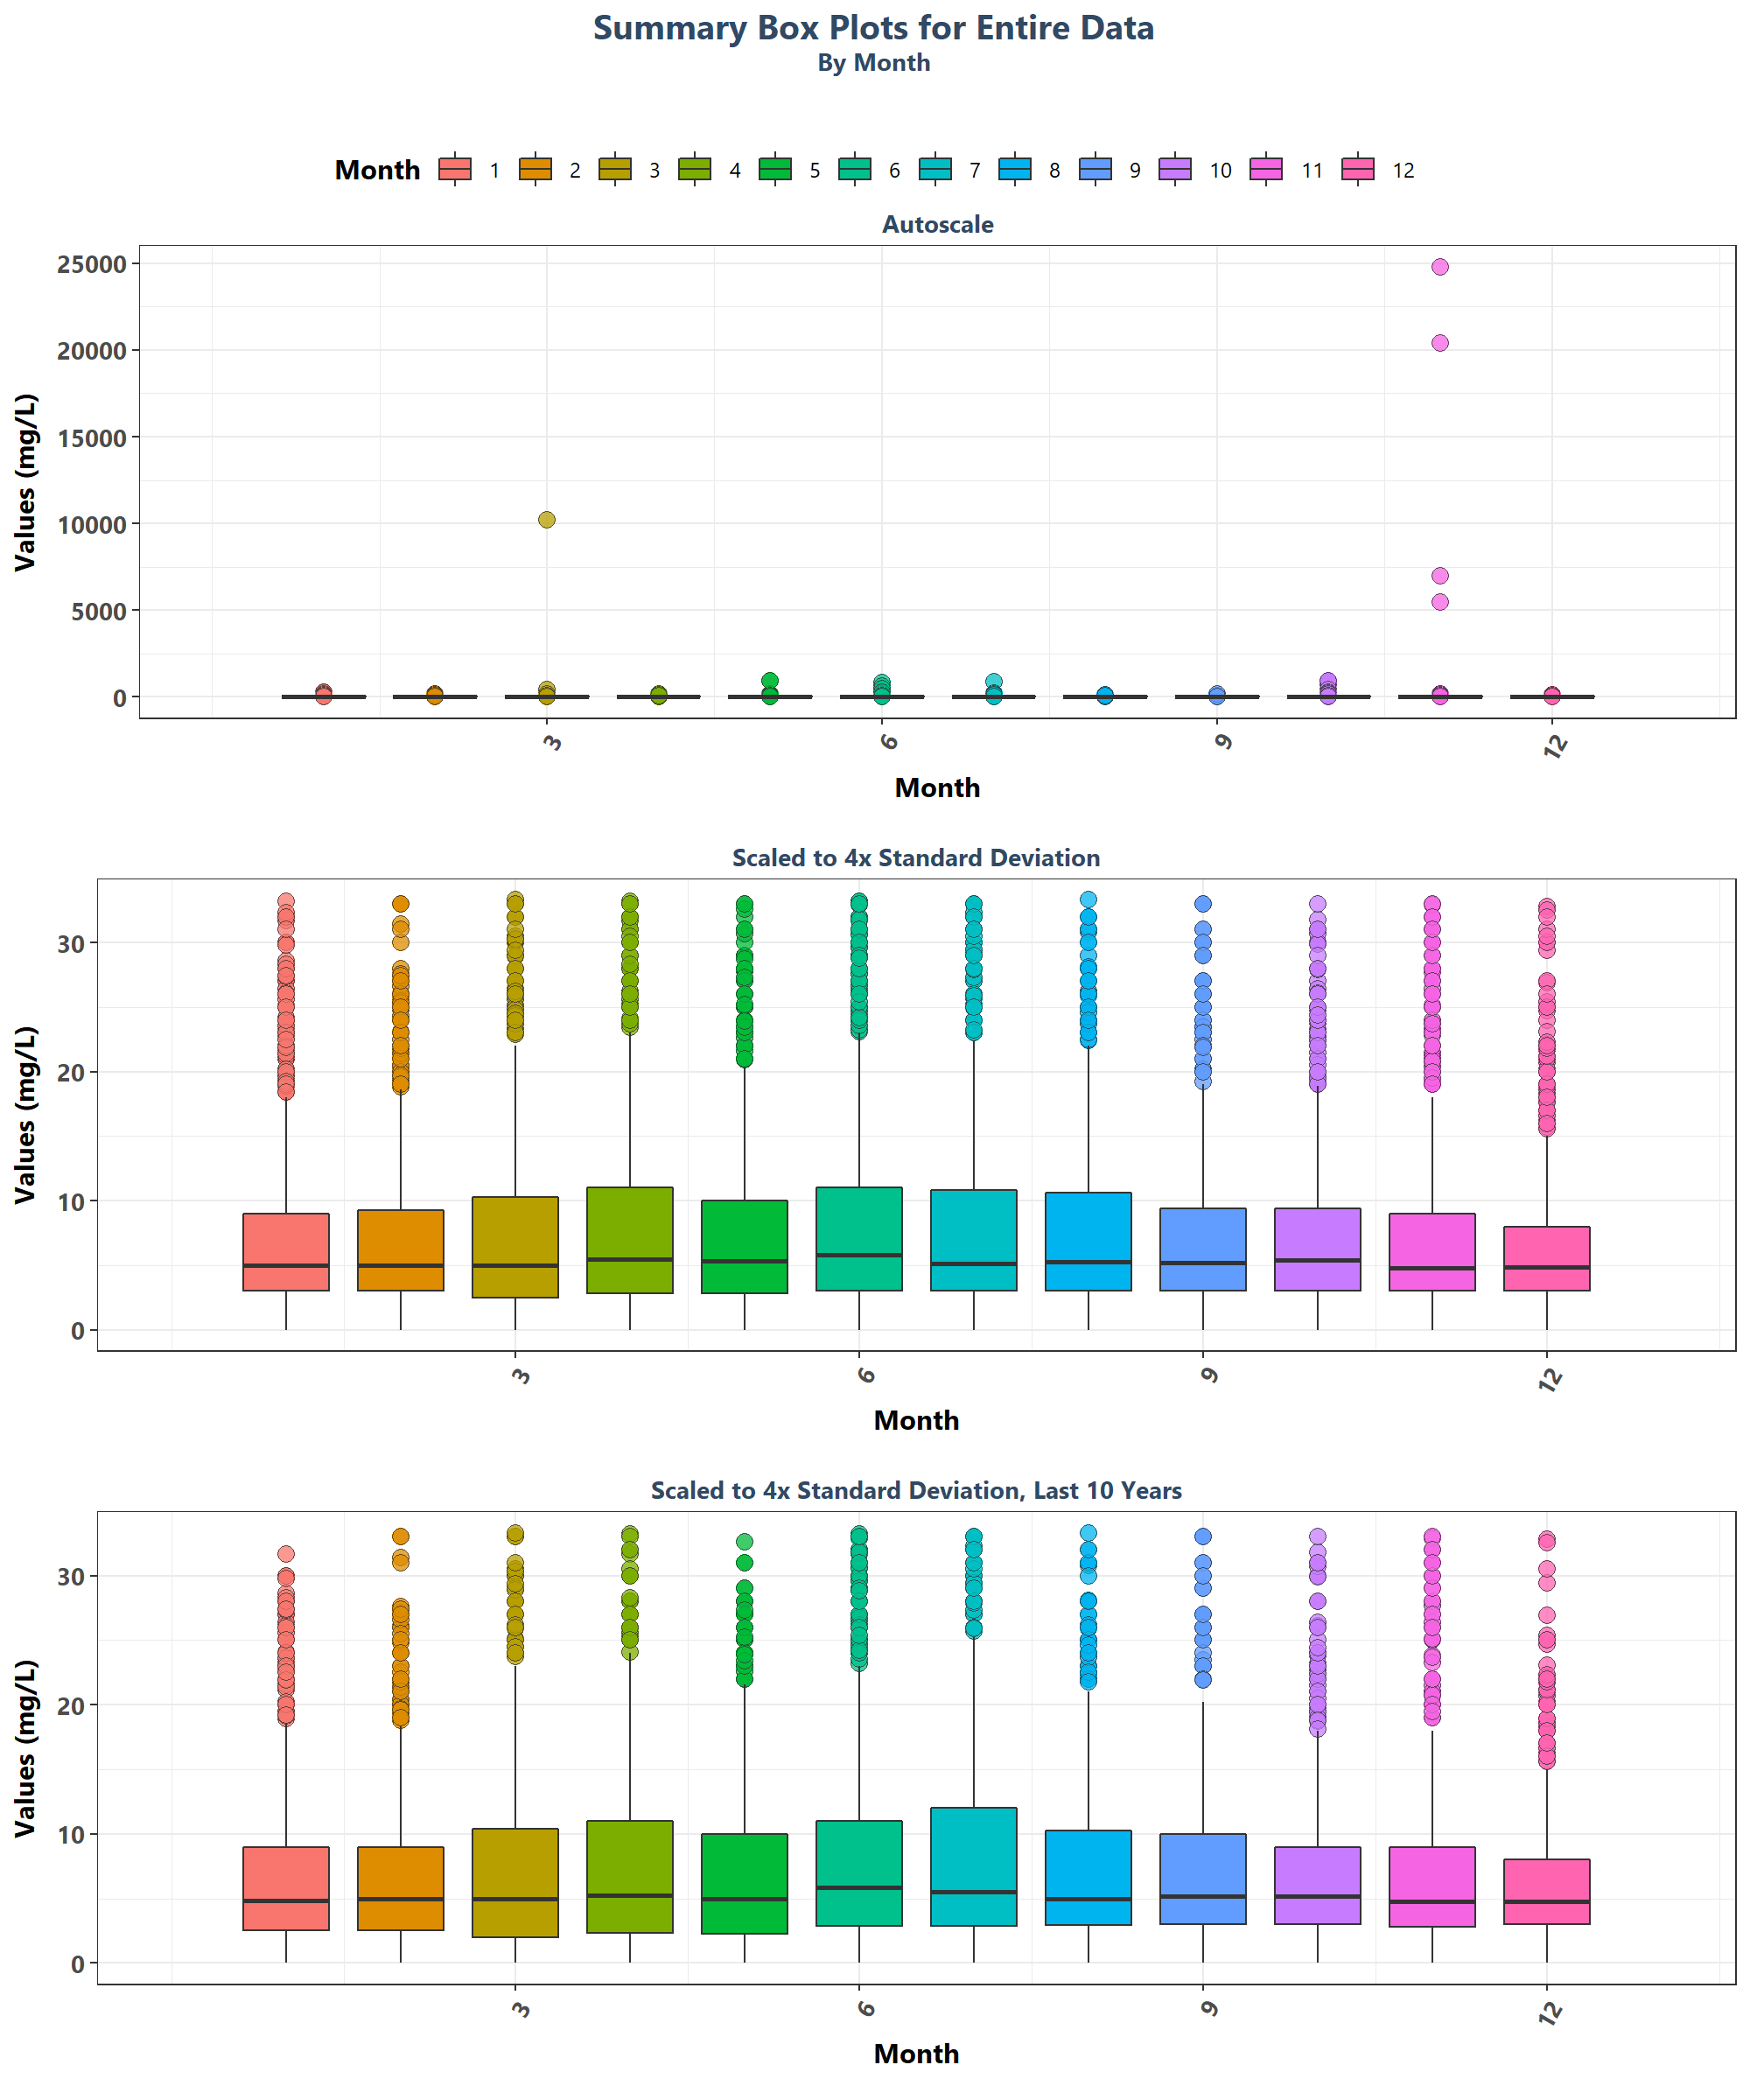 Summary Box Plots for Entire Data
By Month
Month 1 2 3 4 5 6 7 8 9 10 11 12
Autoscale
Values (mg/L)
25000
20000
15000
10000
5000
0
3 6 9 12
Month
Scaled to 4x Standard Deviation
Values (mg/L)
30
20
10
0
3 6 9 12
Month
Scaled to 4x Standard Deviation, Last 10 Years
Values (mg/L)
30
20
10
0
3 6 9 12
Month